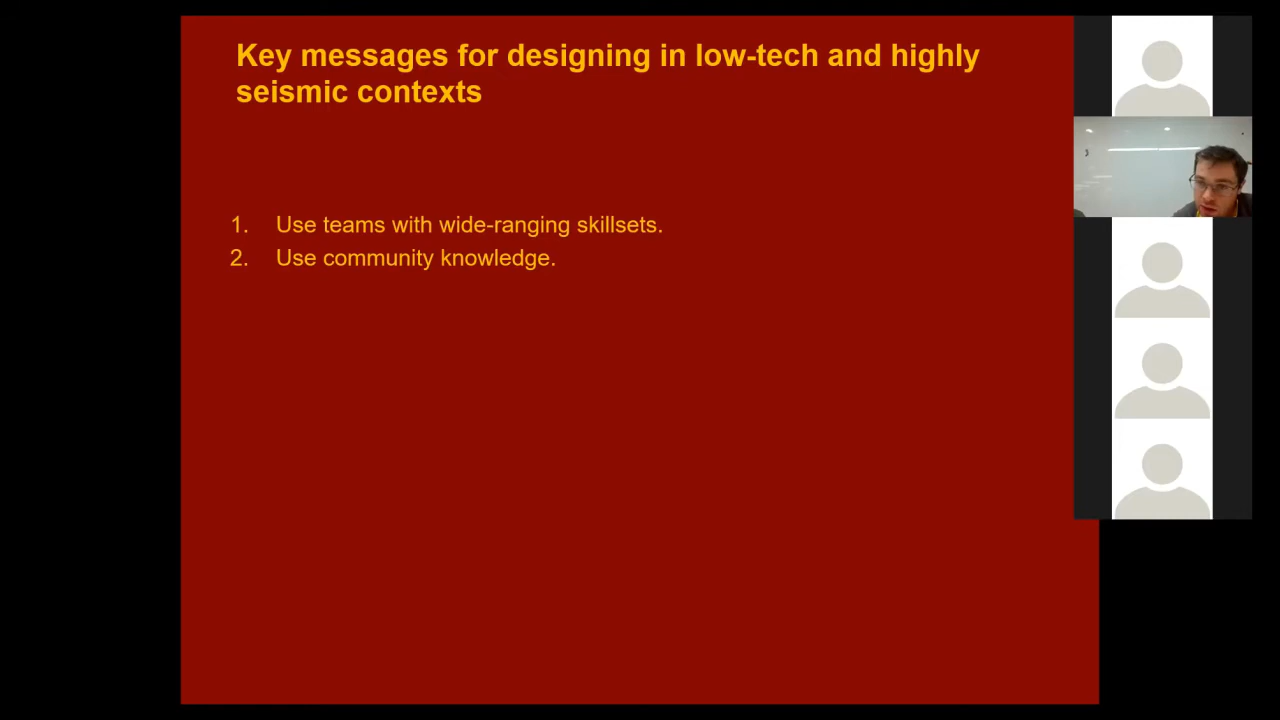 Key messages for designing in low-tech and highly
seismic contexts
1. Use teams with wide-ranging skillsets.
2. Use community knowledge.